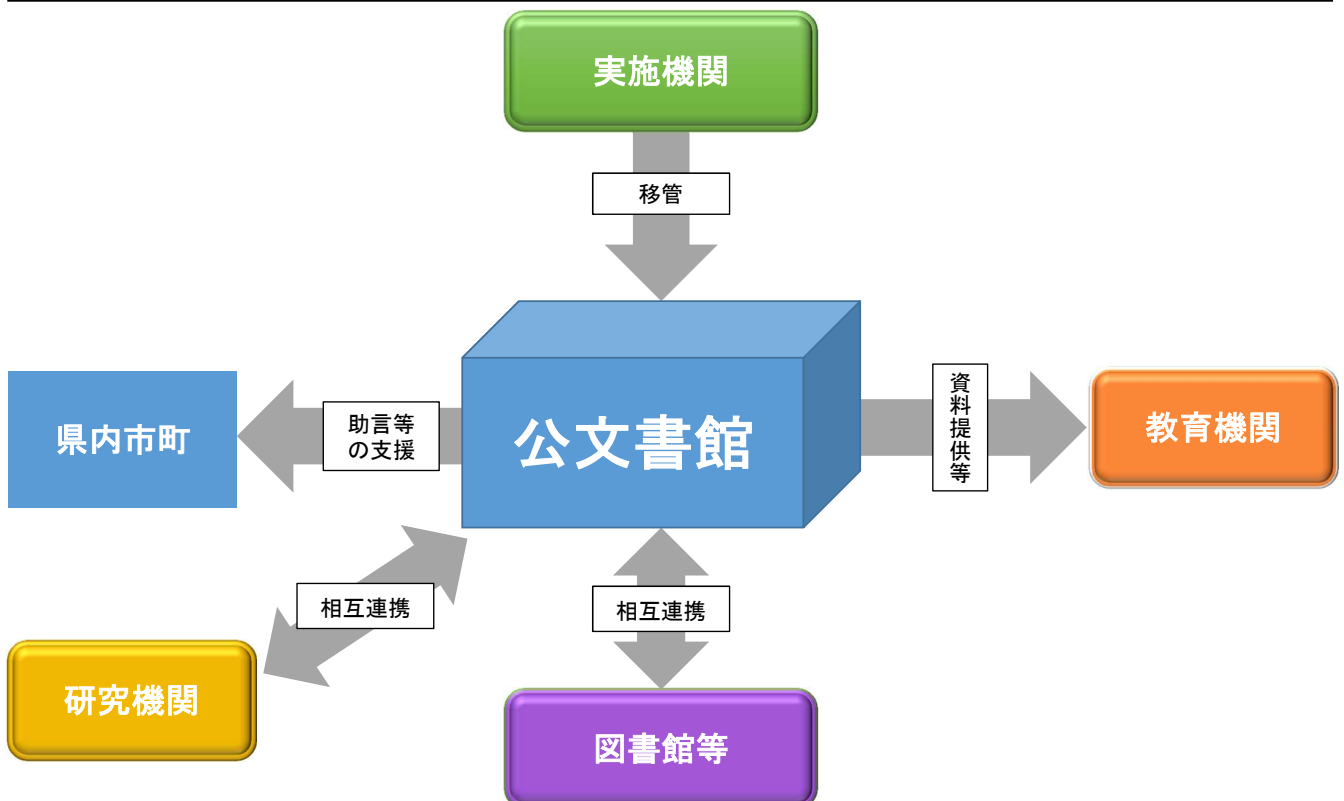 実施機関
移管
県内市町
助言等
の支援
公文書館
資料提供等
教育機関
相互連携
相互連携
研究機関
図書館等